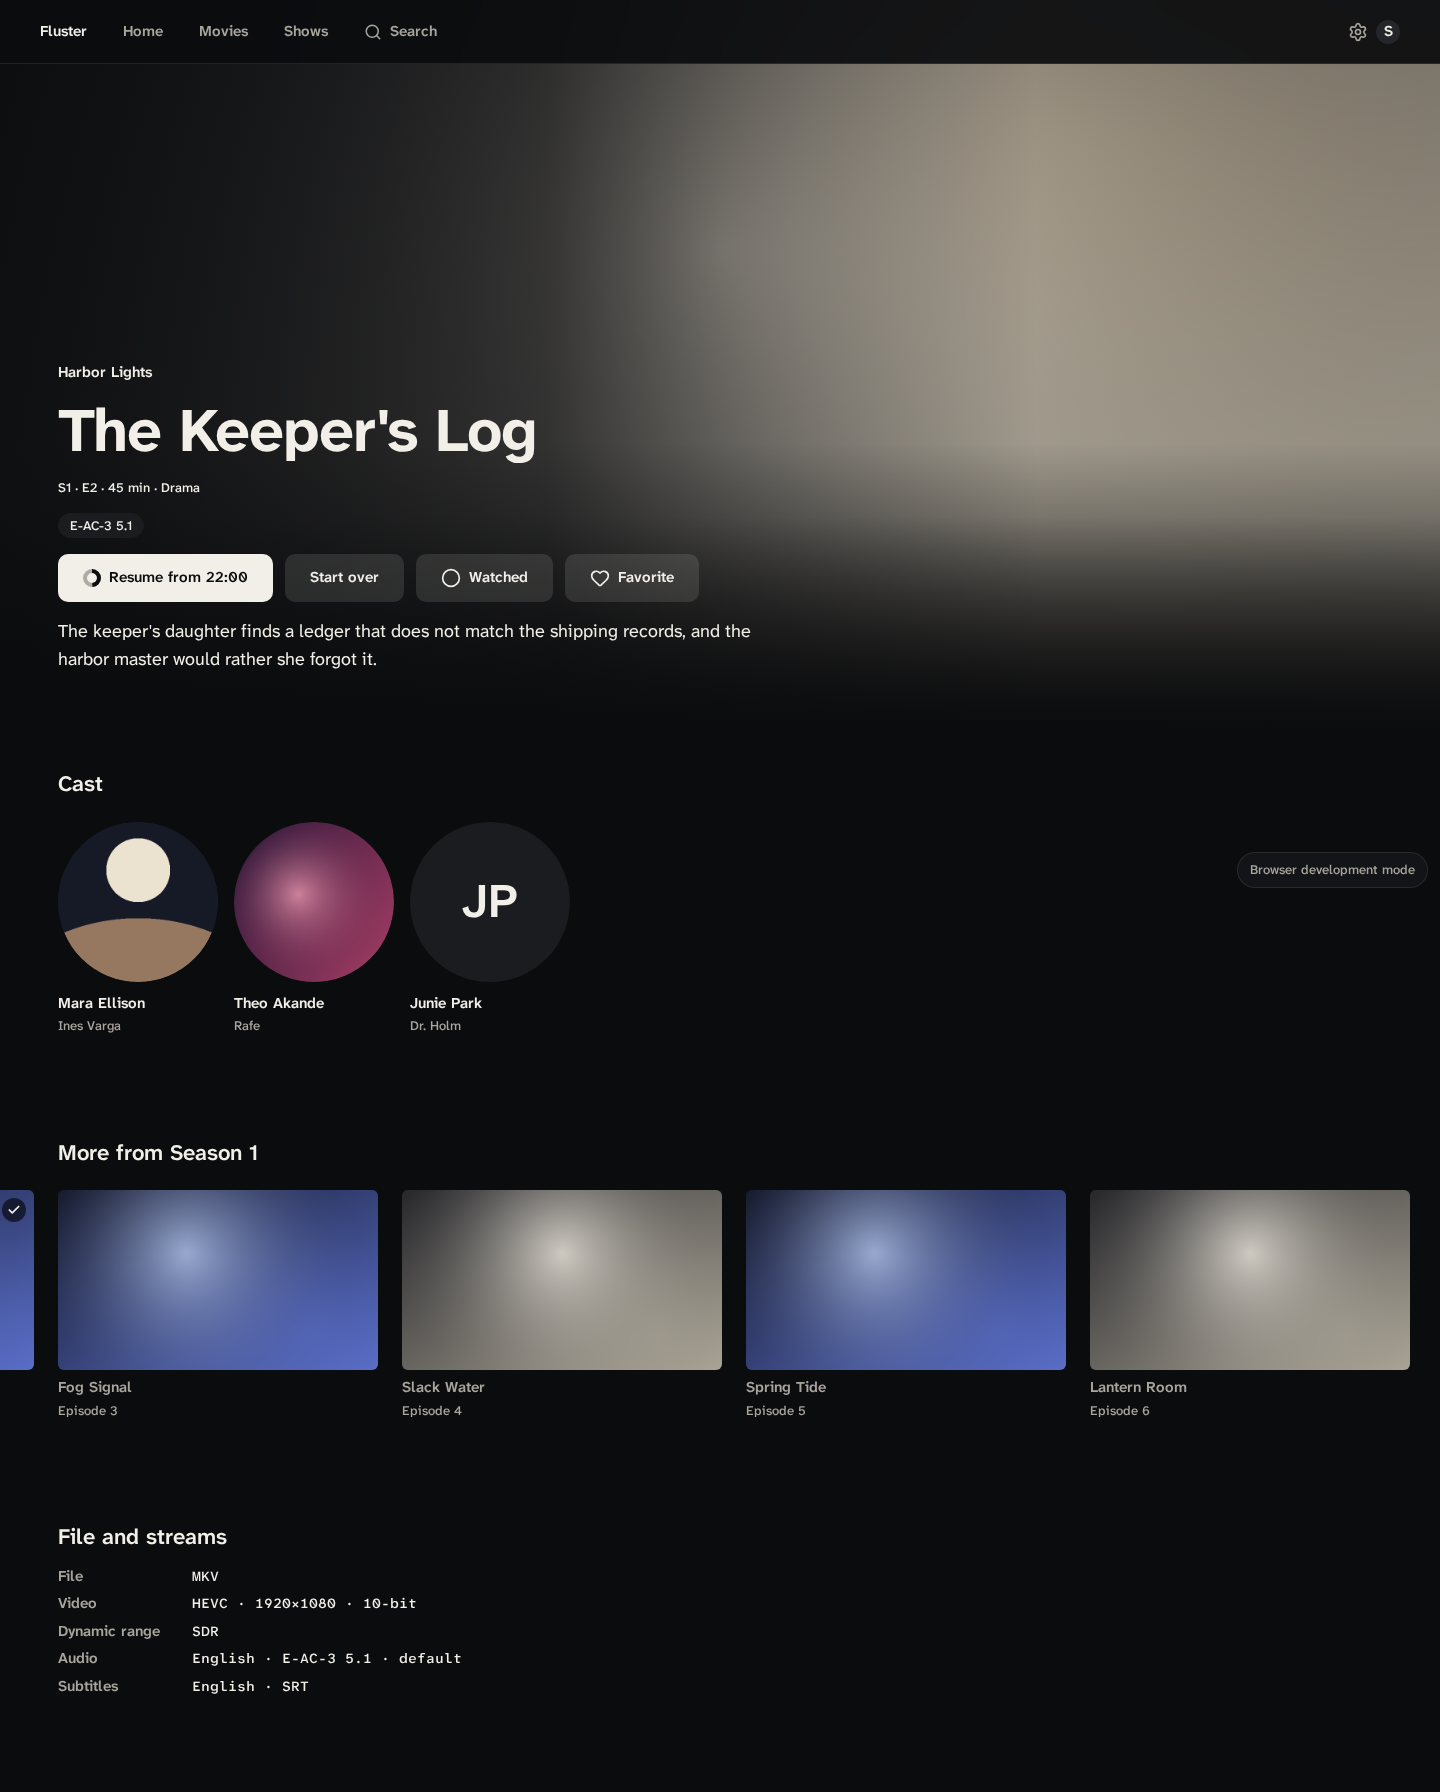 Fluster Home Movies Shows Search S
Harbor Lights
The Keeper's Log
S1 · E2 · 45 min · Drama
E-AC-3 5.1
Resume from 22:00 Start over Watched Favorite
The keeper's daughter finds a ledger that does not match the shipping records, and the
harbor master would rather she forgot it.
Cast
JP
Browser development mode
Mara Ellison Theo Akande Junie Park
Ines Varga Rafe Dr. Holm
More from Season 1
Fog Signal Slack Water Spring Tide Lantern Room
Episode 3 Episode 4 Episode 5 Episode 6
File and streams
File MKV
Video HEVC · 1920×1080 · 10-bit
Dynamic range SDR
Audio English · E-AC-3 5.1 · default
Subtitles English · SRT